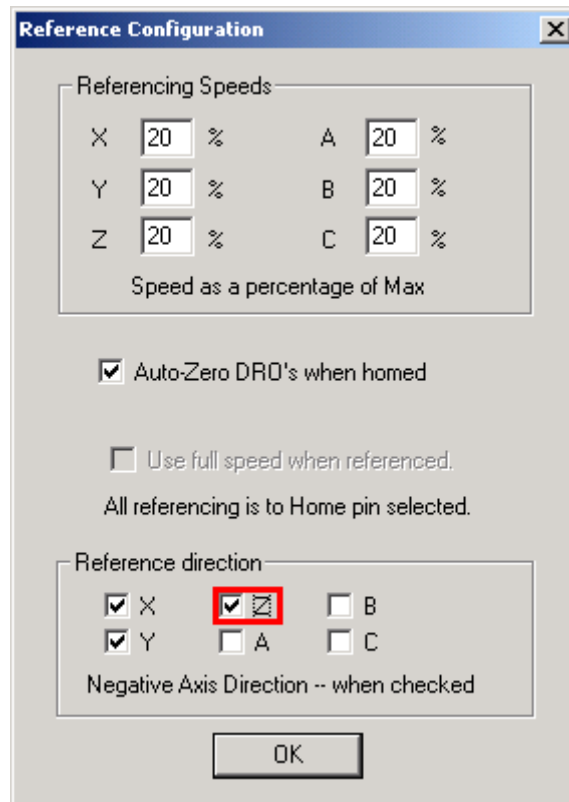 Reference Configuration
Referencing Speeds
X 20 % A 20 %
Y 20 % B 20 %
Z 20 % C 20 %
Speed as a percentage of Max
Auto-Zero DRO's when homed
Use full speed when referenced.
All referencing is to Home pin selected.
Reference direction
X Z B
Y A C
Negative Axis Direction -- when checked
OK